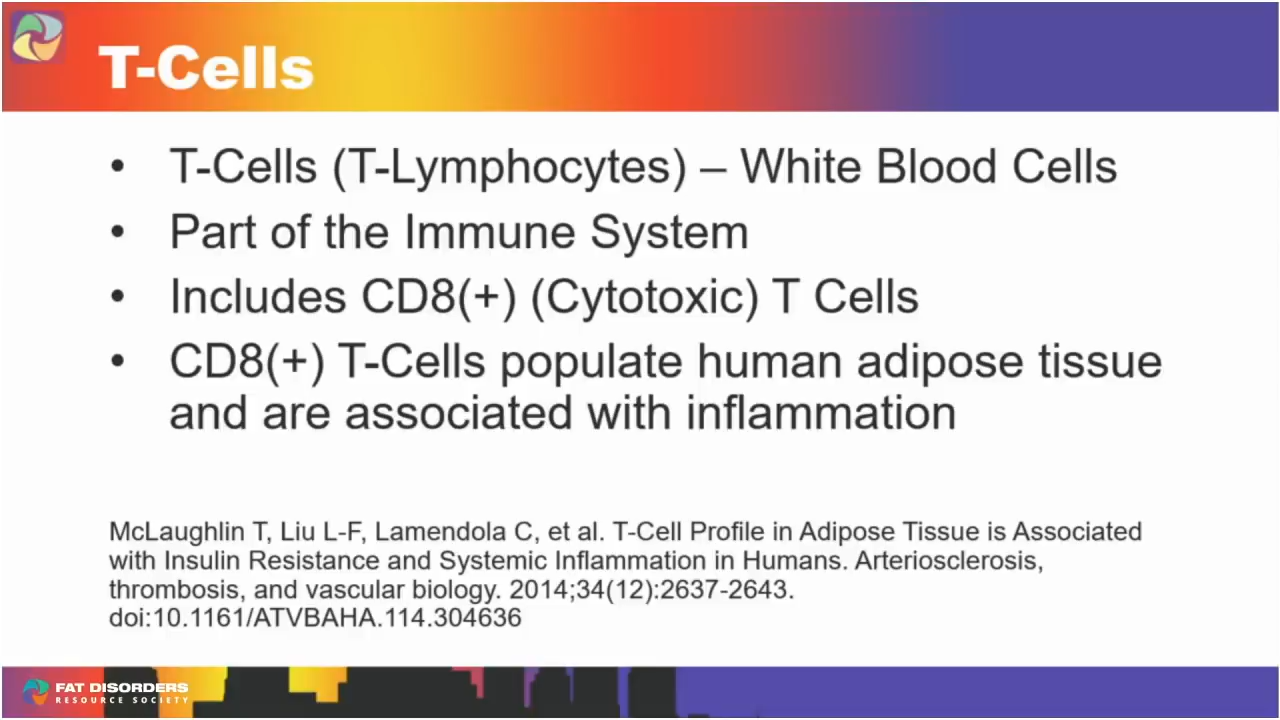 T-Cells
• T-Cells (T-Lymphocytes) – White Blood Cells
• Part of the Immune System
• Includes CD8(+) (Cytotoxic) T Cells
• CD8(+) T-Cells populate human adipose tissue
and are associated with inflammation
McLaughlin T, Liu L-F, Lamendola C, et al. T-Cell Profile in Adipose Tissue is Associated
with Insulin Resistance and Systemic Inflammation in Humans. Arteriosclerosis,
thrombosis, and vascular biology. 2014;34(12):2637-2643.
doi:10.1161/ATVBAHA.114.304636
FAT DISORDERS
RESOURCE SOCIETY